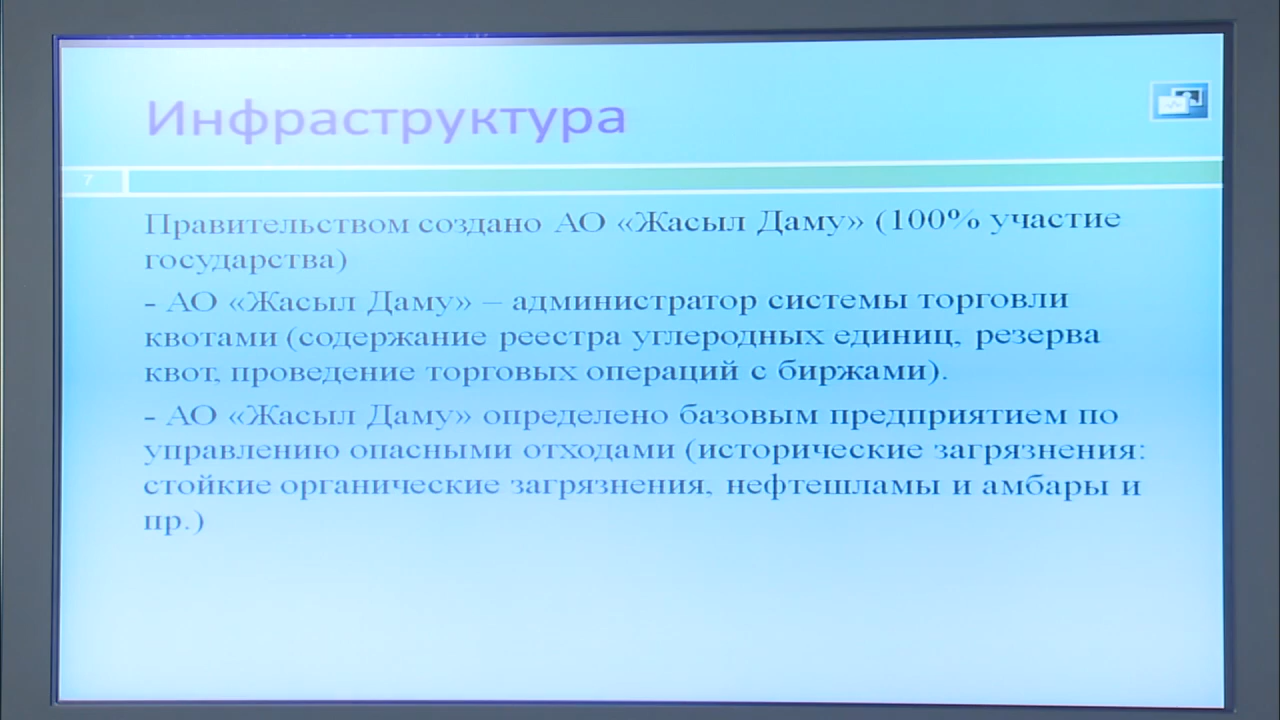 Инфраструктура
7
Правительством создано АО «Жасыл Даму» (100% участие
государства)
- АО «Жасыл Даму» – администратор системы торговли
квотами (содержание реестра углеродных единиц, резерва
квот, проведение торговых операций с биржами).
- АО «Жасыл Даму» определено базовым предприятием по
управлению опасными отходами (исторические загрязнения:
стойкие органические загрязнения, нефтешламы и амбары и
пр.)